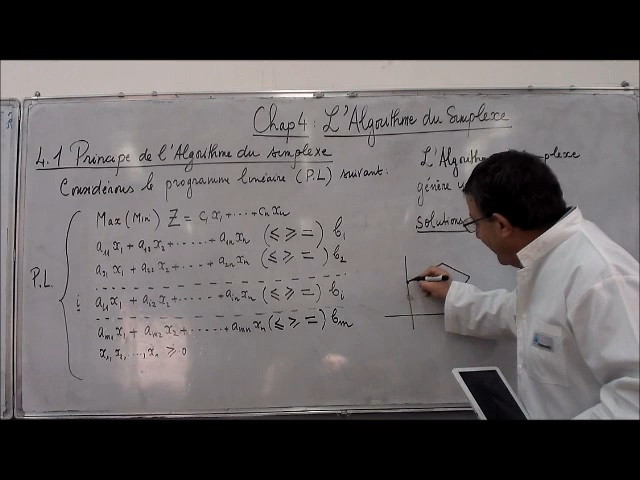 Chap 4 : L'Algorithme du Simplexe
4.1 Principe de l'Algorithme du simplexe
Considérons le programme linéaire (P.L) suivant:
P.L.
Max (Min) Z = c₁x₁ + ····· + cₙxₙ
a₁₁x₁ + a₁₂x₂ + ······ + a₁ₙxₙ (≤ ≥ =) b₁
a₂₁x₁ + a₂₂x₂ + ······ + a₂ₙxₙ (≤ ≥ =) b₂
i aᵢ₁x₁ + aᵢ₂x₂ + ······ + aᵢₙxₙ (≤ ≥ =) bᵢ
aₘ₁x₁ + aₘ₂x₂ + ······ + aₘₙxₙ (≤ ≥ =) bₘ
x₁, x₂, ..., xₙ ≥ 0
L'Algo
génère
Solutions